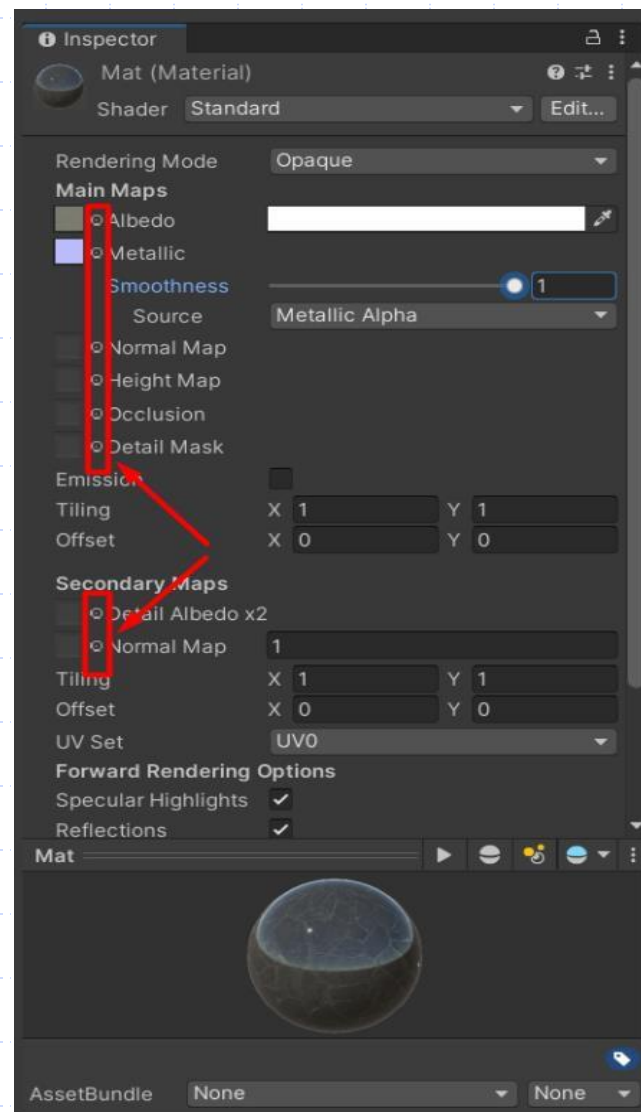 Inspector
Mat (Material)
Shader Standard Edit...
Rendering Mode Opaque
Main Maps
Albedo
Metallic
Smoothness 1
Source Metallic Alpha
Normal Map
Height Map
Occlusion
Detail Mask
Emission
Tiling X 1 Y 1
Offset X 0 Y 0
Secondary Maps
Detail Albedo x2
Normal Map 1
Tiling X 1 Y 1
Offset X 0 Y 0
UV Set UV0
Forward Rendering Options
Specular Highlights
Reflections
Mat
AssetBundle None None